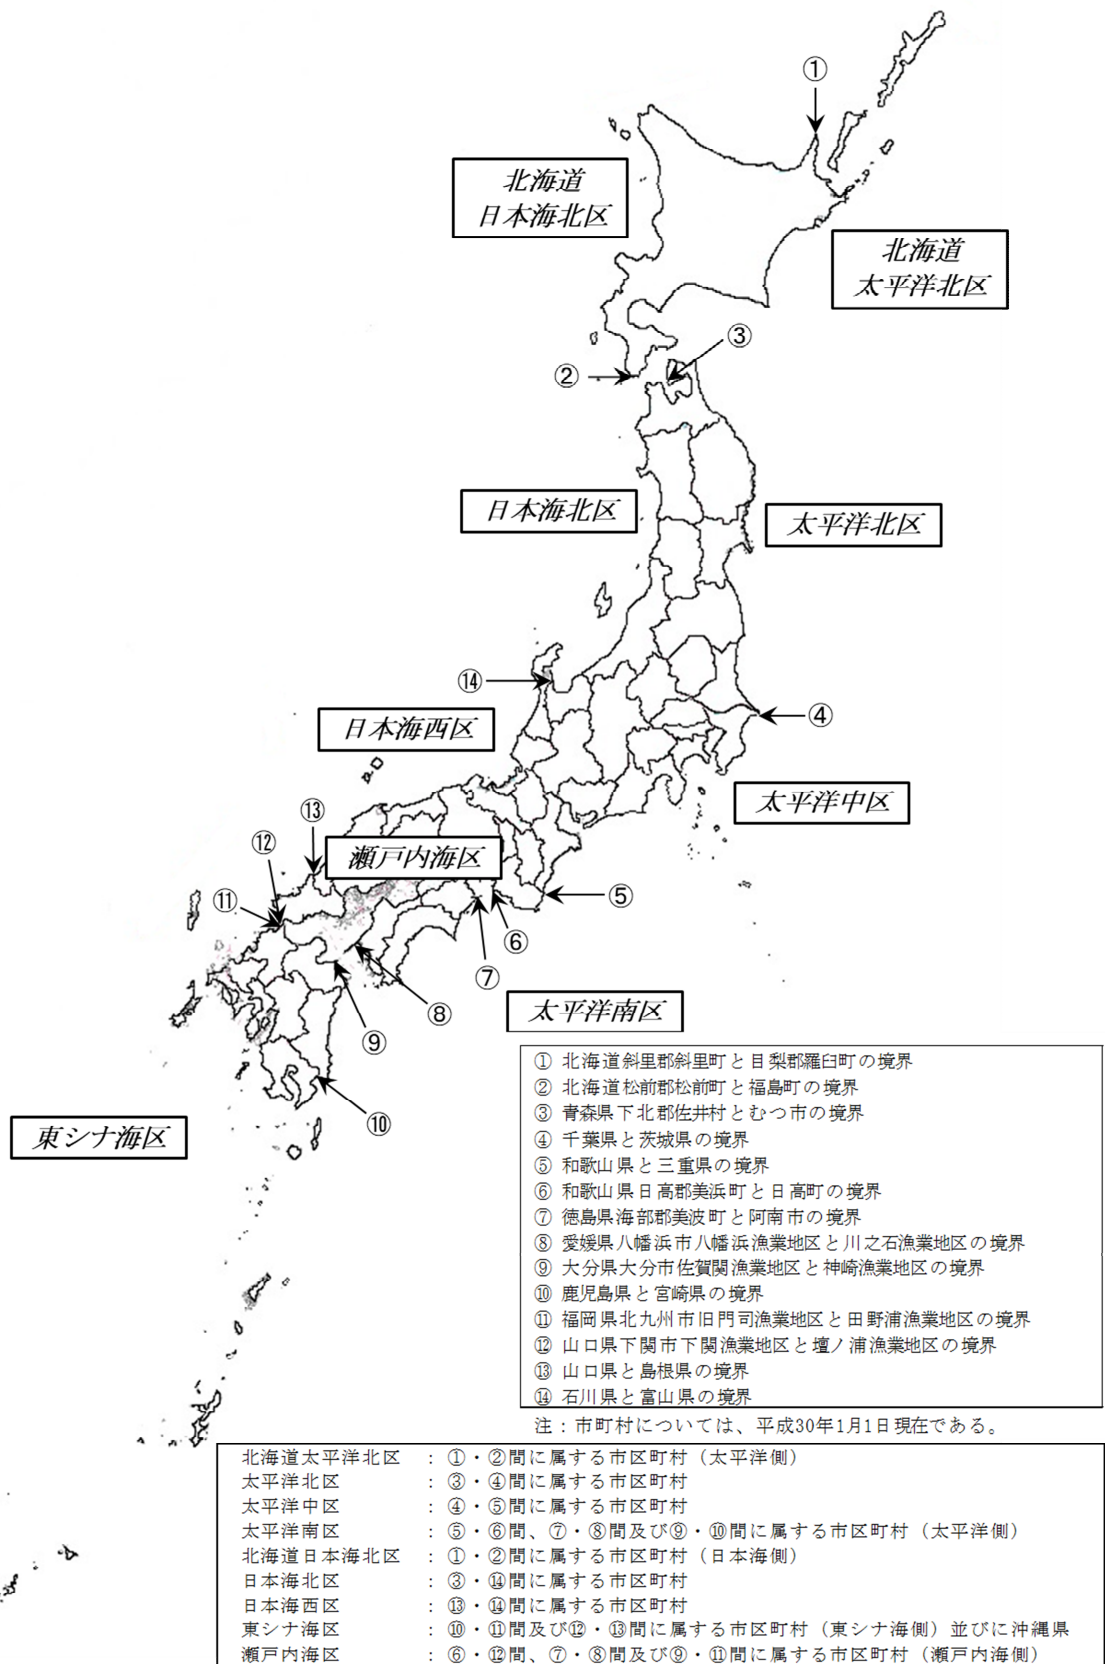 ①
北海道
日本海北区
北海道
太平洋北区
③
②
日本海北区
太平洋北区
⑭
日本海西区
④
太平洋中区
⑬
⑫
瀬戸内海区
⑪
⑤
⑥
⑦
太平洋南区
⑧
⑨
⑩
東シナ海区
① 北海道斜里郡斜里町と目梨郡羅臼町の境界
② 北海道松前郡松前町と福島町の境界
③ 青森県下北郡佐井村とむつ市の境界
④ 千葉県と茨城県の境界
⑤ 和歌山県と三重県の境界
⑥ 和歌山県日高郡美浜町と日高町の境界
⑦ 徳島県海部郡美波町と阿南市の境界
⑧ 愛媛県八幡浜市八幡浜漁業地区と川之石漁業地区の境界
⑨ 大分県大分市佐賀関漁業地区と神崎漁業地区の境界
⑩ 鹿児島県と宮崎県の境界
⑪ 福岡県北九州市旧門司漁業地区と田野浦漁業地区の境界
⑫ 山口県下関市下関漁業地区と壇ノ浦漁業地区の境界
⑬ 山口県と島根県の境界
⑭ 石川県と富山県の境界
注：市町村については、平成30年1月1日現在である。
北海道太平洋北区 ：①・②間に属する市区町村（太平洋側）
太平洋北区 ：③・④間に属する市区町村
太平洋中区 ：④・⑤間に属する市区町村
太平洋南区 ：⑤・⑥間、⑦・⑧間及び⑨・⑩間に属する市区町村（太平洋側）
北海道日本海北区 ：①・②間に属する市区町村（日本海側）
日本海北区 ：③・⑭間に属する市区町村
日本海西区 ：⑬・⑭間に属する市区町村
東シナ海区 ：⑩・⑪間及び⑫・⑬間に属する市区町村（東シナ海側）並びに沖縄県
瀬戸内海区 ：⑥・⑫間、⑦・⑧間及び⑨・⑪間に属する市区町村（瀬戸内海側）